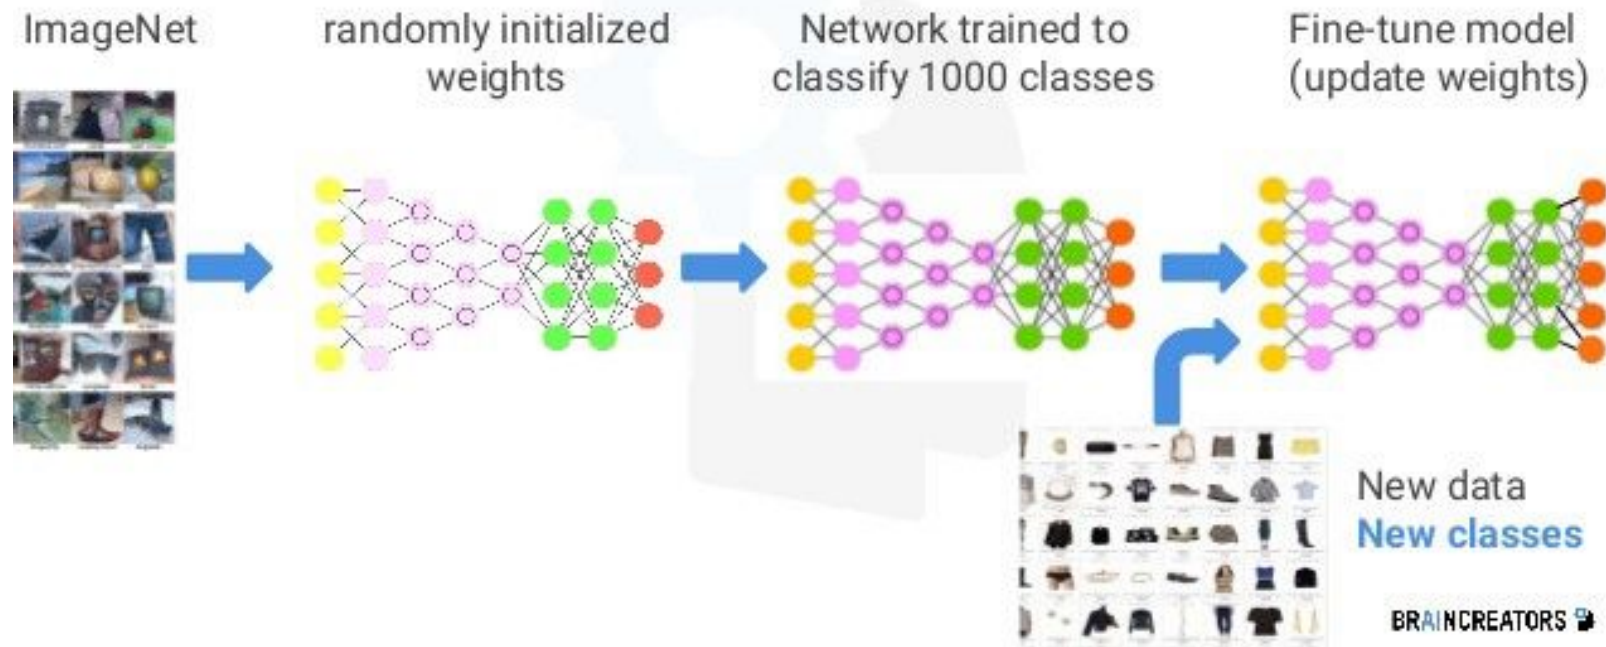 ImageNet
randomly initialized
weights
Network trained to
classify 1000 classes
Fine-tune model
(update weights)
New data
New classes
BRAINCREATORS